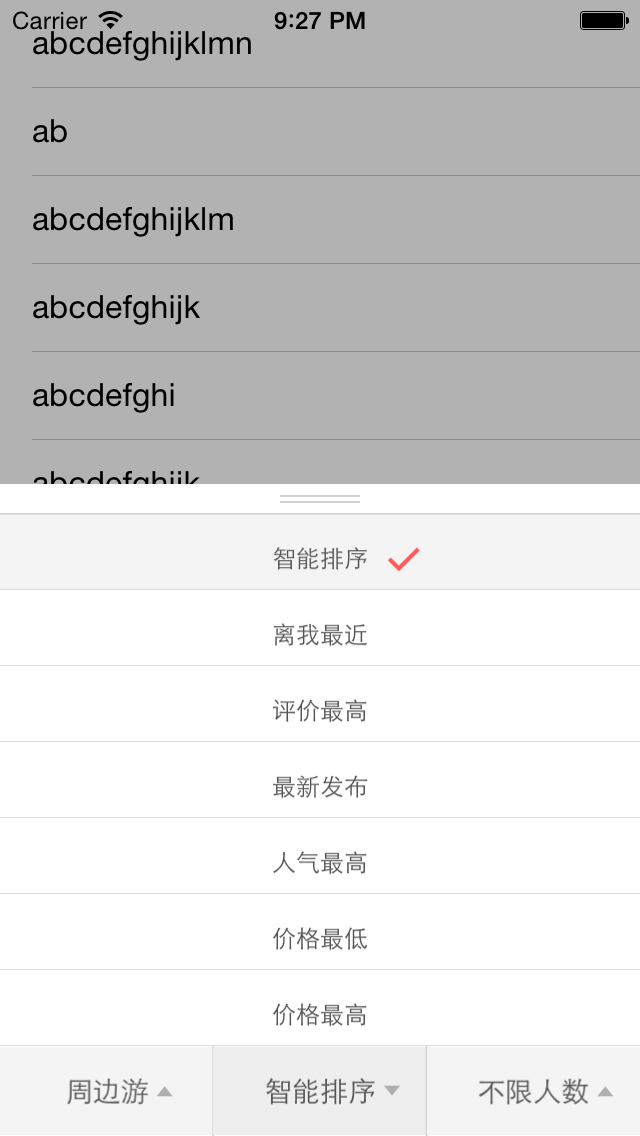 Carrier 9:27 PM
abcdefghijklmn
ab
abcdefghijklm
abcdefghijk
abcdefghi
abcdefghijk
智能排序
离我最近
评价最高
最新发布
人气最高
价格最低
价格最高
周边游 智能排序 不限人数